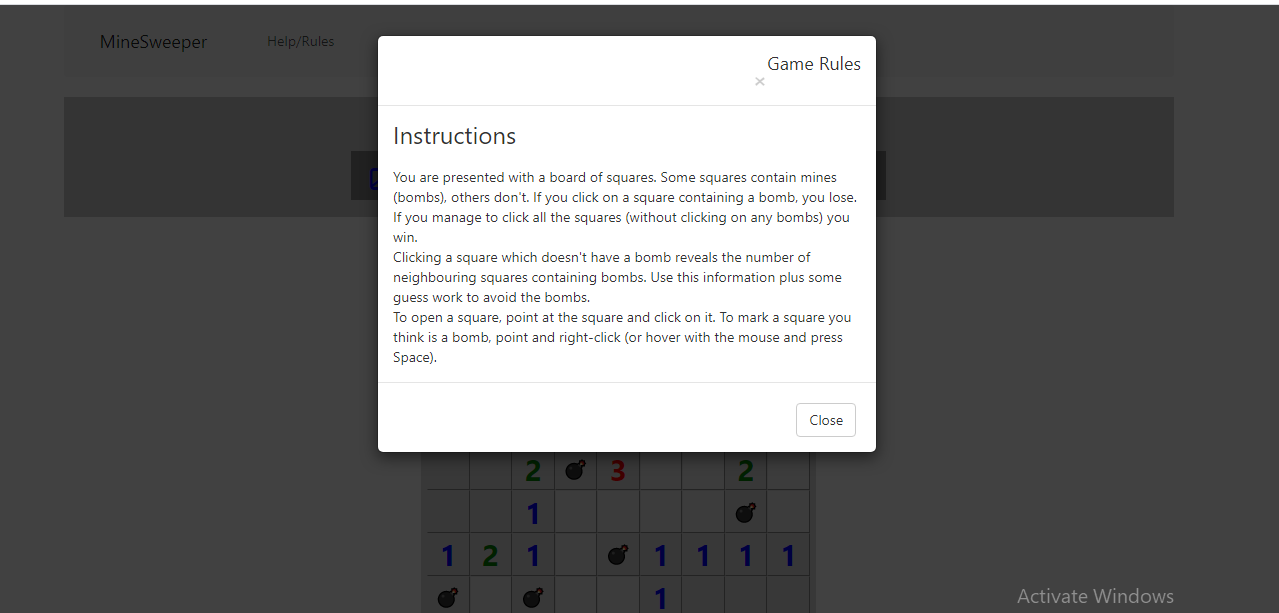 MineSweeper
Help/Rules
Game Rules
×
Instructions
You are presented with a board of squares. Some squares contain mines
(bombs), others don't. If you click on a square containing a bomb, you lose.
If you manage to click all the squares (without clicking on any bombs) you
win.
Clicking a square which doesn't have a bomb reveals the number of
neighbouring squares containing bombs. Use this information plus some
guess work to avoid the bombs.
To open a square, point at the square and click on it. To mark a square you
think is a bomb, point and right-click (or hover with the mouse and press
Space).
Close
2 3 2
1
1 2 1 1 1 1 1
1
Activate Windows